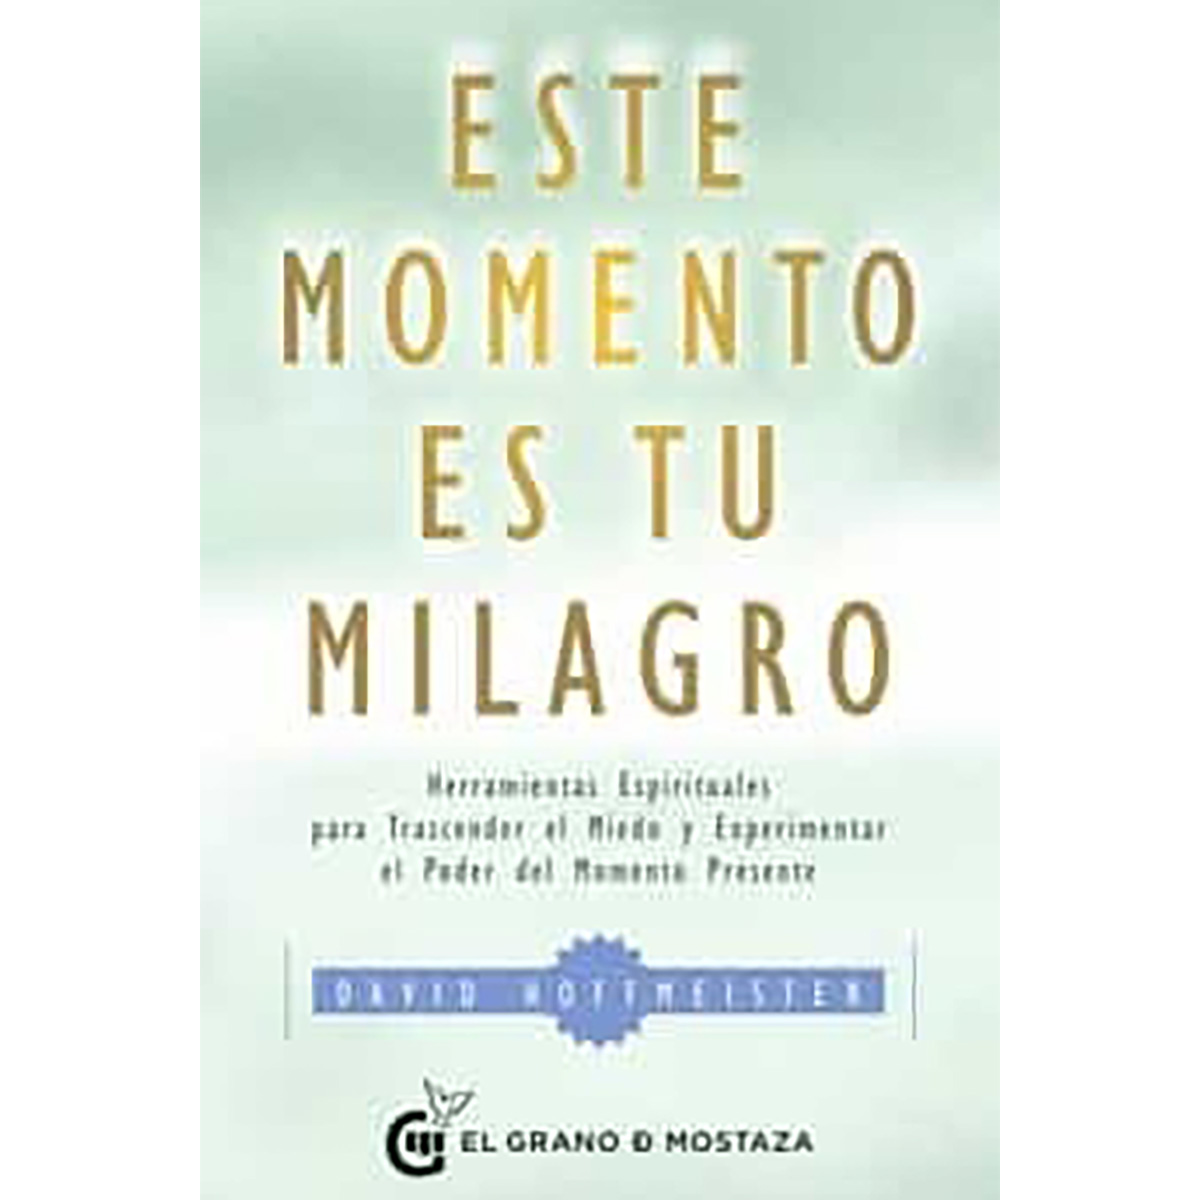 ESTE
MOMENTO
ES TU
MILAGRO
Herramientas Espirituales
para Trascender el Miedo y Experimentar
el Poder del Momento Presente
DAVID HOFFMEISTER
EL GRANO D MOSTAZA